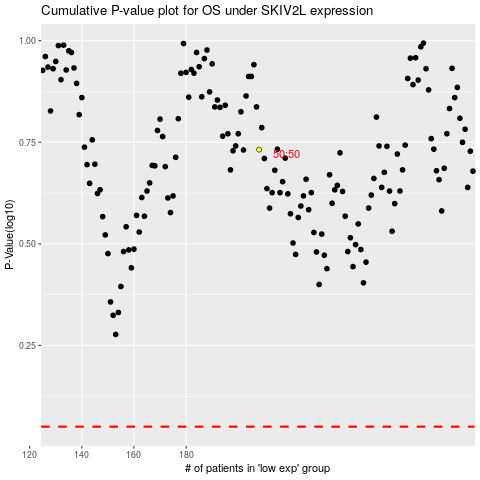 Cumulative P-value plot for OS under SKIV2L expression
P-Value(log10)
1.00
0.75
0.50
0.25
50:50
120 140 160 180
# of patients in 'low exp' group